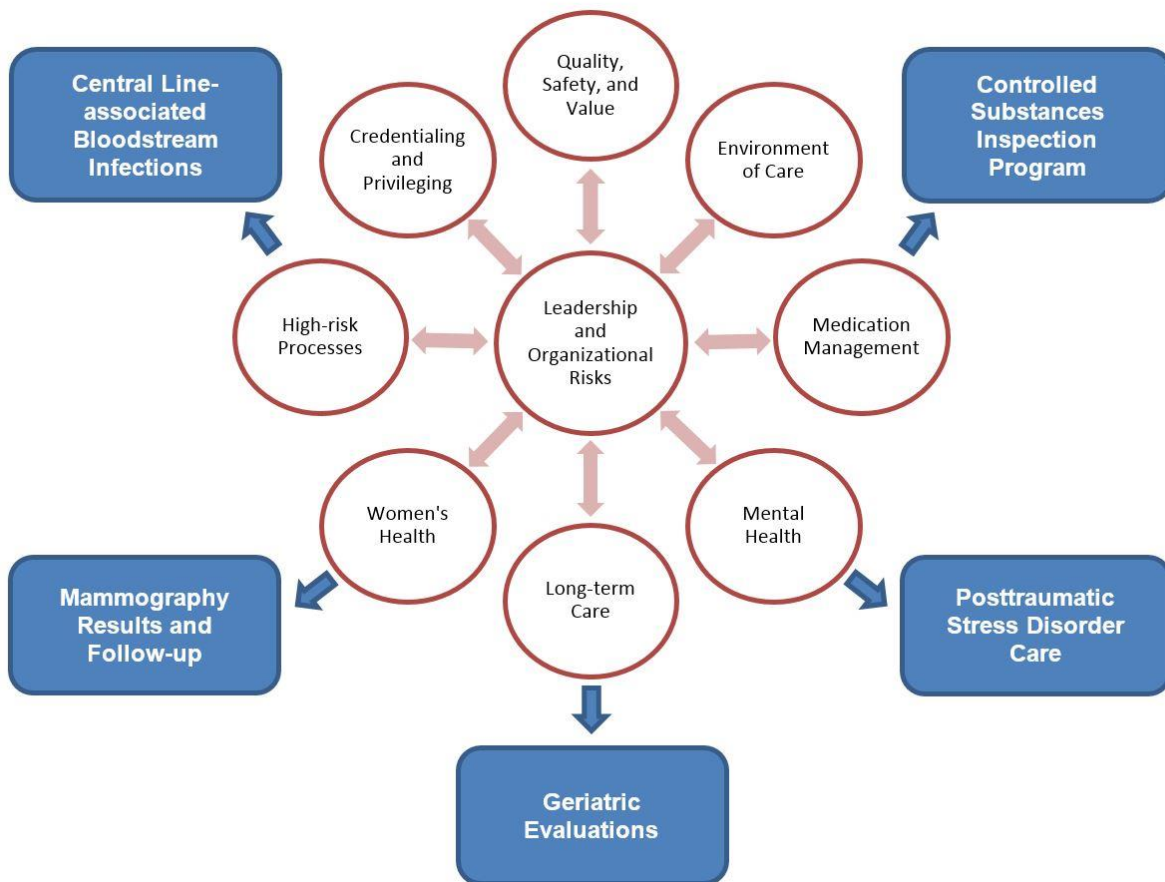 Quality,
Safety, and
Value
Central Line-
associated
Bloodstream
Infections
Credentialing
and
Privileging
Environment
of Care
Controlled
Substances
Inspection
Program
High-risk
Processes
Leadership
and
Organizational
Risks
Medication
Management
Women's
Health
Long-term
Care
Mental
Health
Mammography
Results and
Follow-up
Geriatric
Evaluations
Posttraumatic
Stress Disorder
Care